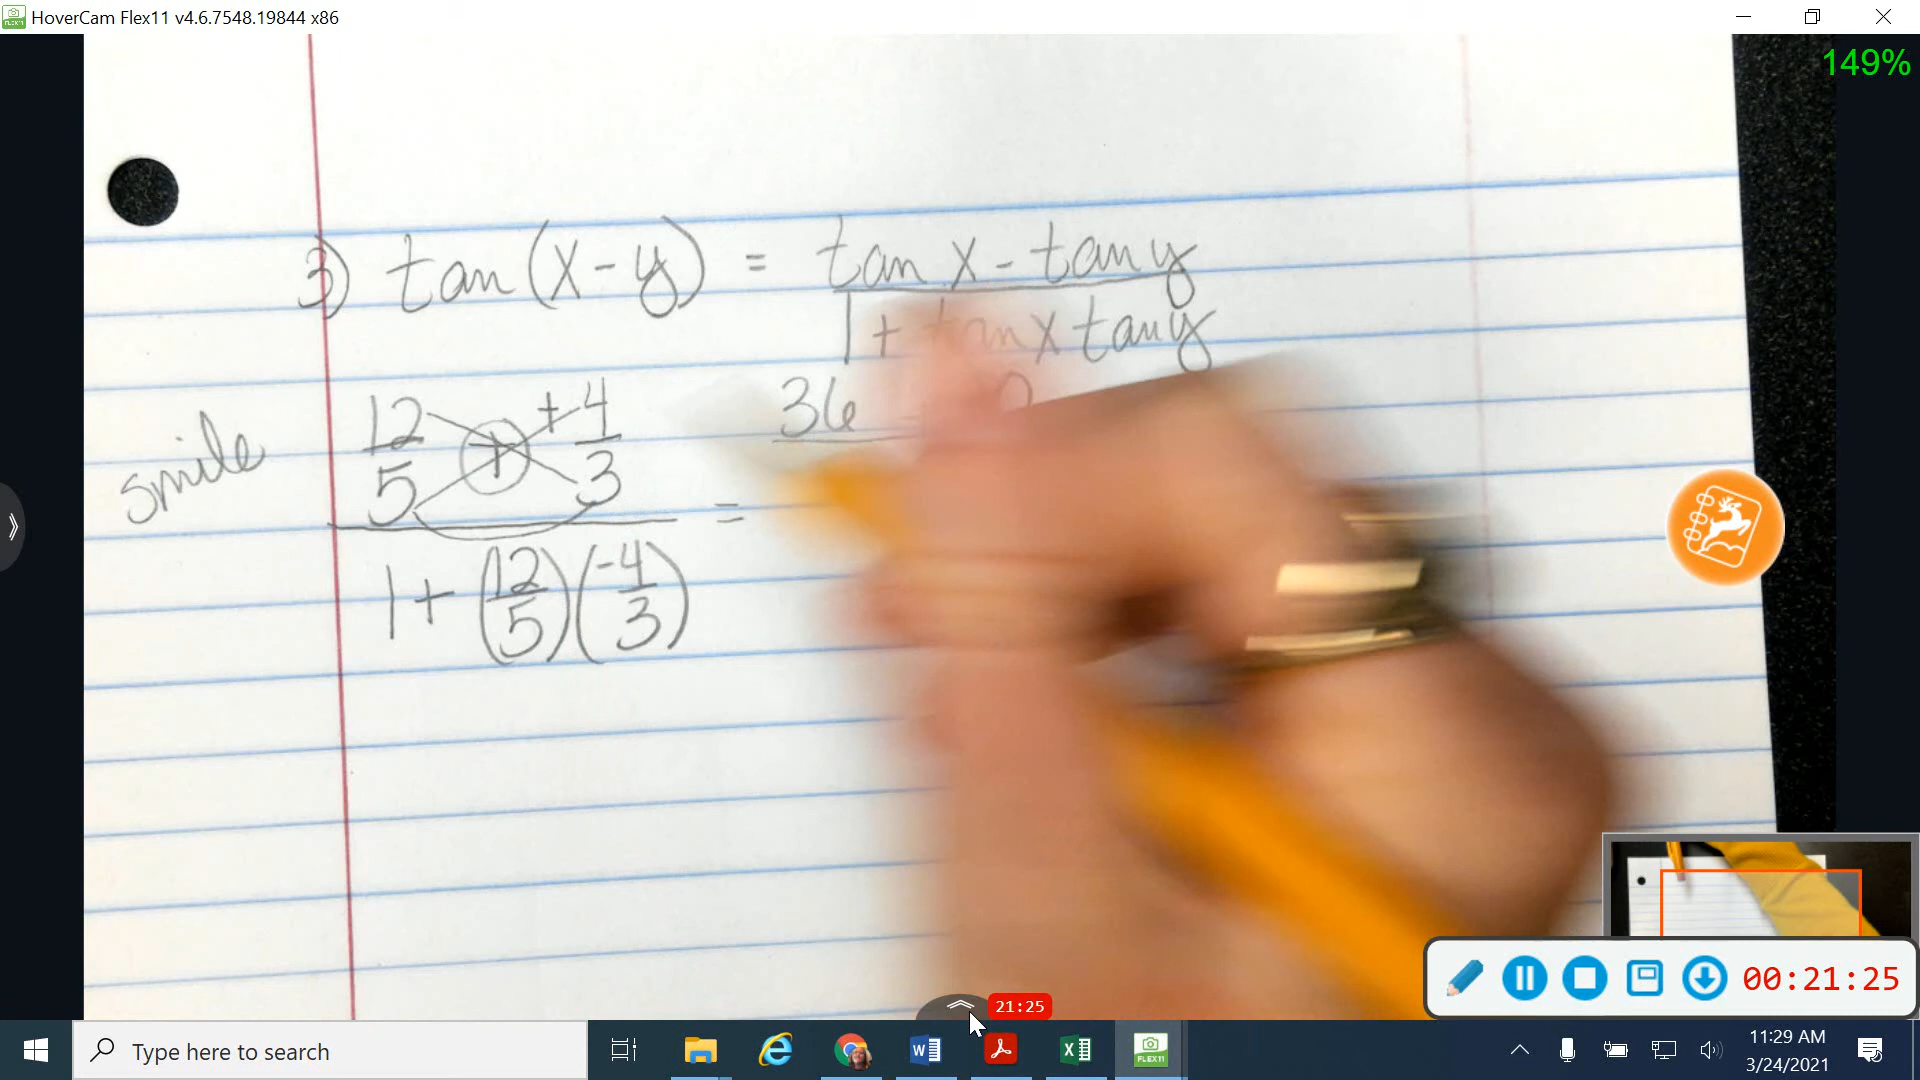 HoverCam Flex11 v4.6.7548.19844 x86
149%
3) tan(x-y) = tan x - tan y
1 + tan x tan y
smile
12 + + 4
5 3
=
36
1 + (12/5)(-4/3)
FLEX11
00:21:25
21:25
Type here to search
11:29 AM
3/24/2021